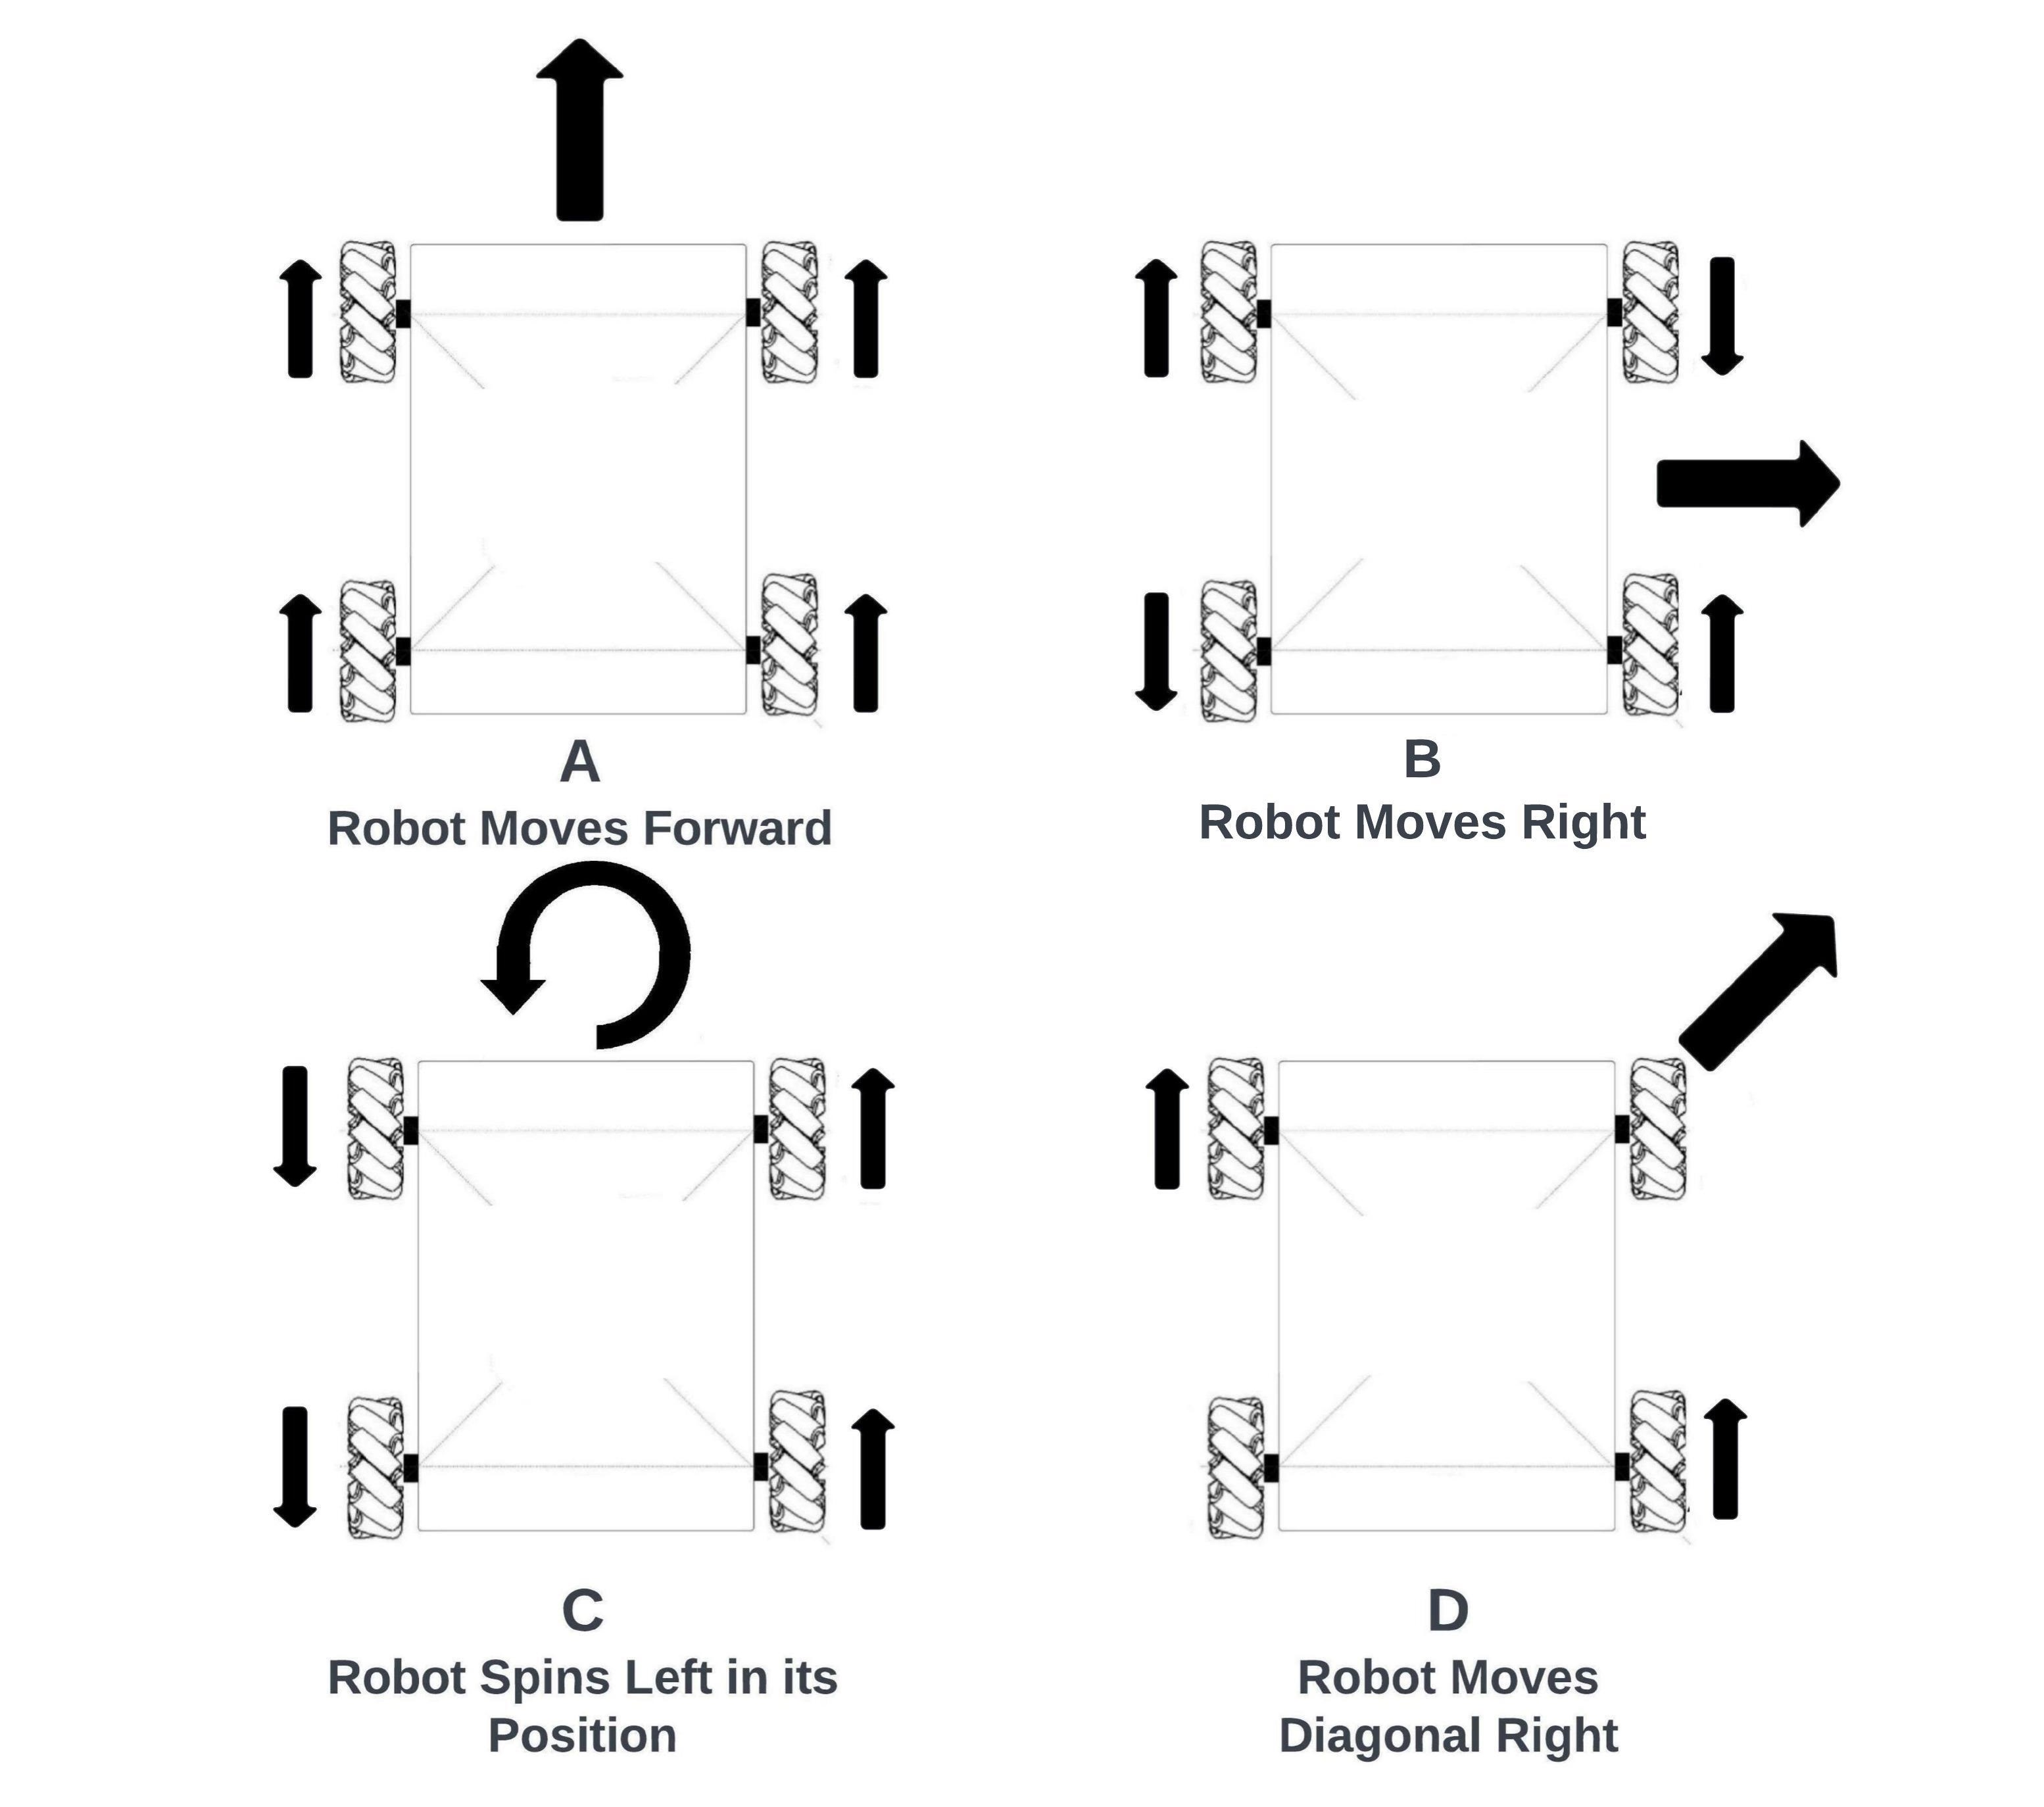 A
Robot Moves Forward
B
Robot Moves Right
C
Robot Spins Left in its
Position
D
Robot Moves
Diagonal Right